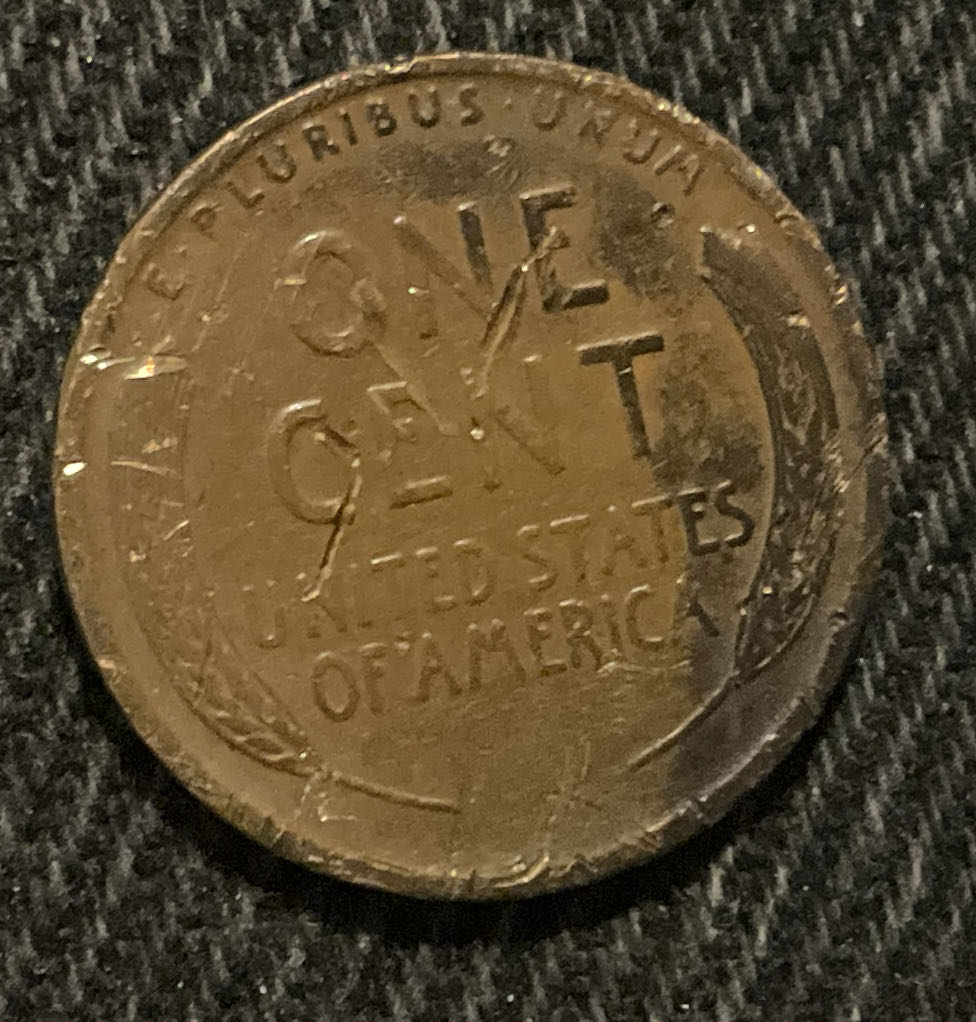 E·PLURIBUS·UNUM
ONE
CENT
UNITED STATES
OF AMERICA